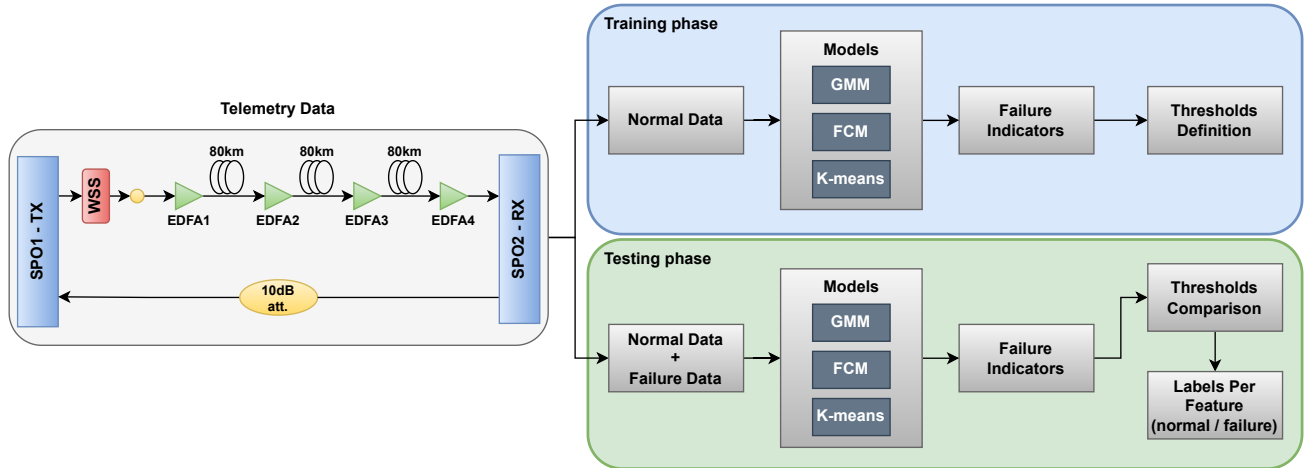 Telemetry Data
SPO1 - TX
WSS
80km
80km
80km
EDFA1
EDFA2
EDFA3
EDFA4
SPO2 - RX
10dB
att.
Training phase
Normal Data
Models
GMM
FCM
K-means
Failure
Indicators
Thresholds
Definition
Testing phase
Normal Data
+
Failure Data
Models
GMM
FCM
K-means
Failure
Indicators
Thresholds
Comparison
Labels Per
Feature
(normal / failure)